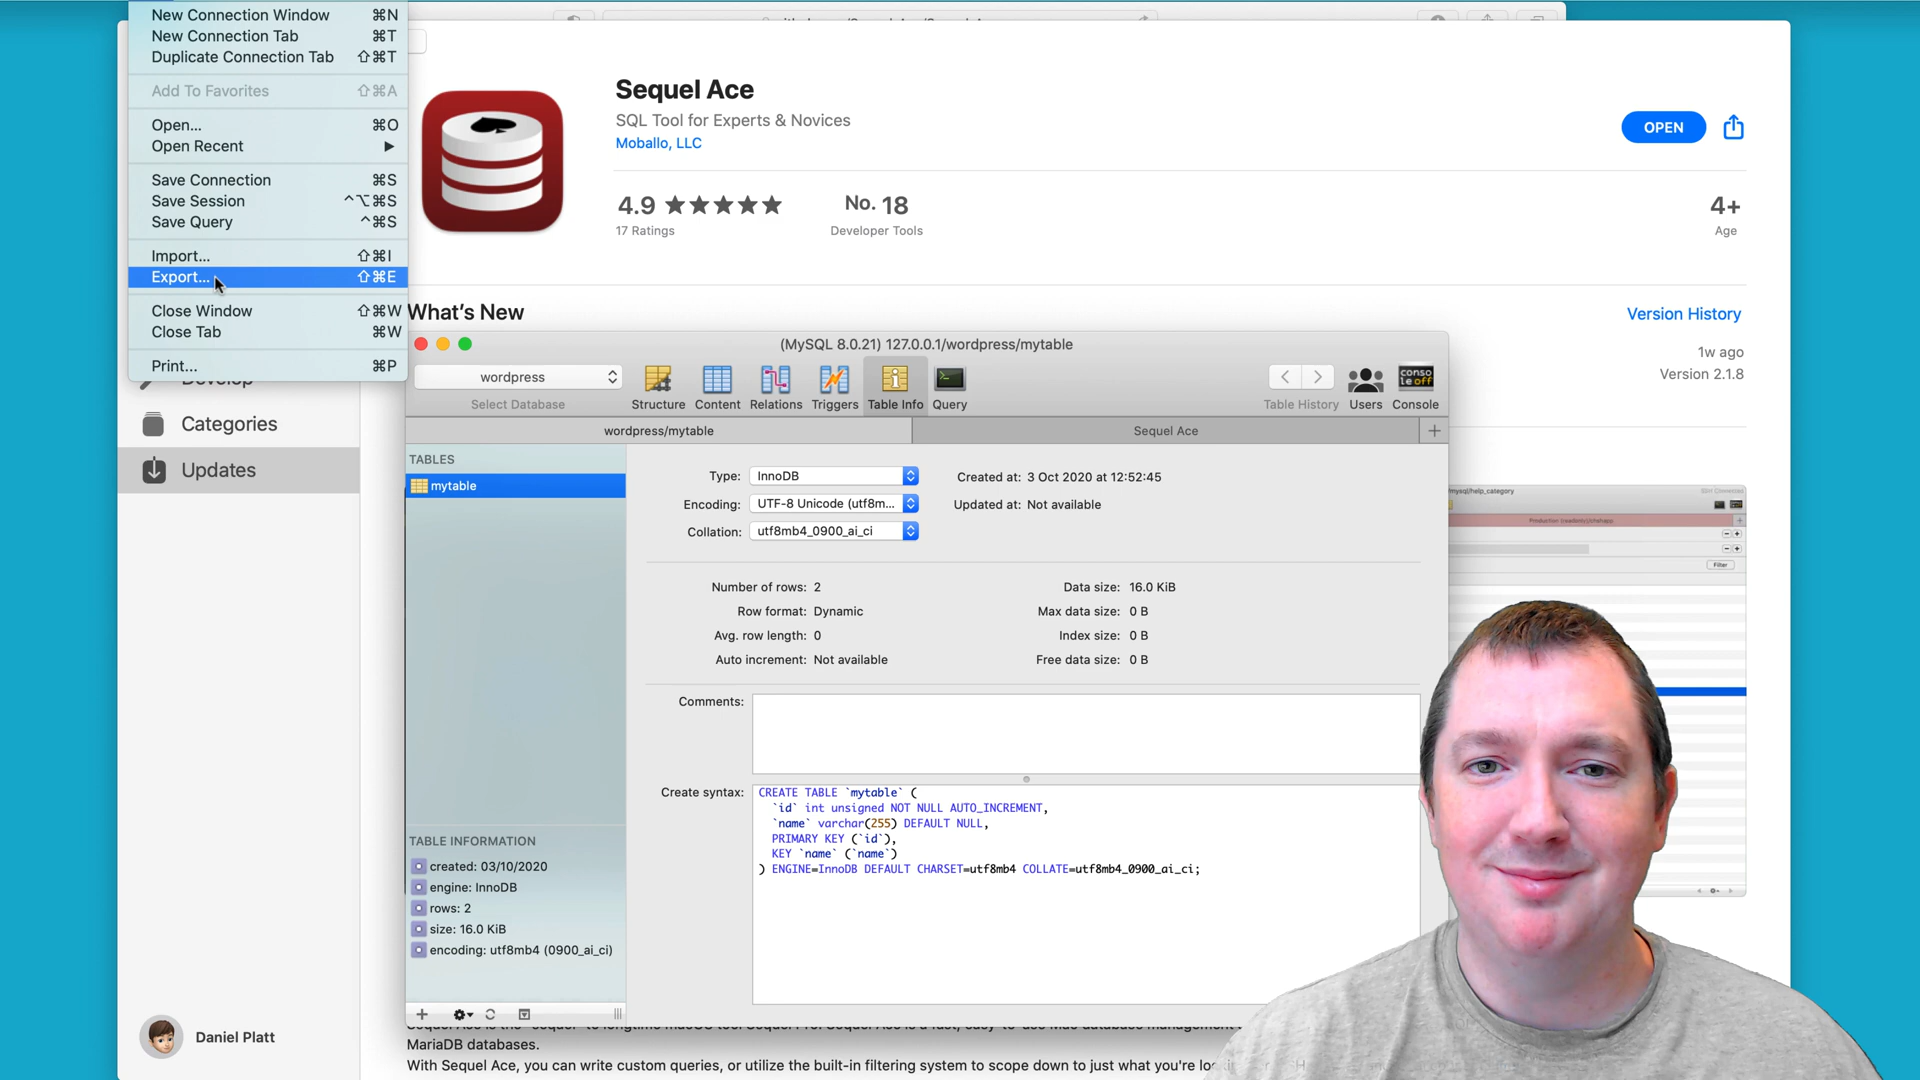 New Connection Window ⌘N
New Connection Tab ⌘T
Duplicate Connection Tab ⇧⌘T
Add To Favorites ⇧⌘A
Open... ⌘O
Open Recent ▶
Save Connection ⌘S
Save Session ^⌥⌘S
Save Query ^⌘S
Import... ⇧⌘I
Export... ⇧⌘E
Close Window ⇧⌘W
Close Tab ⌘W
Print... ⌘P
Develop
Categories
Updates
Daniel Platt
Sequel Ace
SQL Tool for Experts & Novices
Moballo, LLC
OPEN
4.9 ★★★★★
17 Ratings
No. 18
Developer Tools
4+
Age
What's New
Version History
1w ago
Version 2.1.8
(MySQL 8.0.21) 127.0.0.1/wordpress/mytable
wordpress
Select Database
Structure
Content
Relations
Triggers
Table Info
Query
Table History
Users
conso
le off
Console
wordpress/mytable
Sequel Ace
TABLES
mytable
TABLE INFORMATION
created: 03/10/2020
engine: InnoDB
rows: 2
size: 16.0 KiB
encoding: utf8mb4 (0900_ai_ci)
Type: InnoDB
Encoding: UTF-8 Unicode (utf8m...
Collation: utf8mb4_0900_ai_ci
Created at: 3 Oct 2020 at 12:52:45
Updated at: Not available
Number of rows: 2
Row format: Dynamic
Avg. row length: 0
Auto increment: Not available
Data size: 16.0 KiB
Max data size: 0 B
Index size: 0 B
Free data size: 0 B
Comments:
Create syntax:
CREATE TABLE `mytable` (
`id` int unsigned NOT NULL AUTO_INCREMENT,
`name` varchar(255) DEFAULT NULL,
PRIMARY KEY (`id`),
KEY `name` (`name`)
) ENGINE=InnoDB DEFAULT CHARSET=utf8mb4 COLLATE=utf8mb4_0900_ai_ci;
/mysql/help_category
Filter
MariaDB databases.
With Sequel Ace, you can write custom queries, or utilize the built-in filtering system to scope down to just what you're